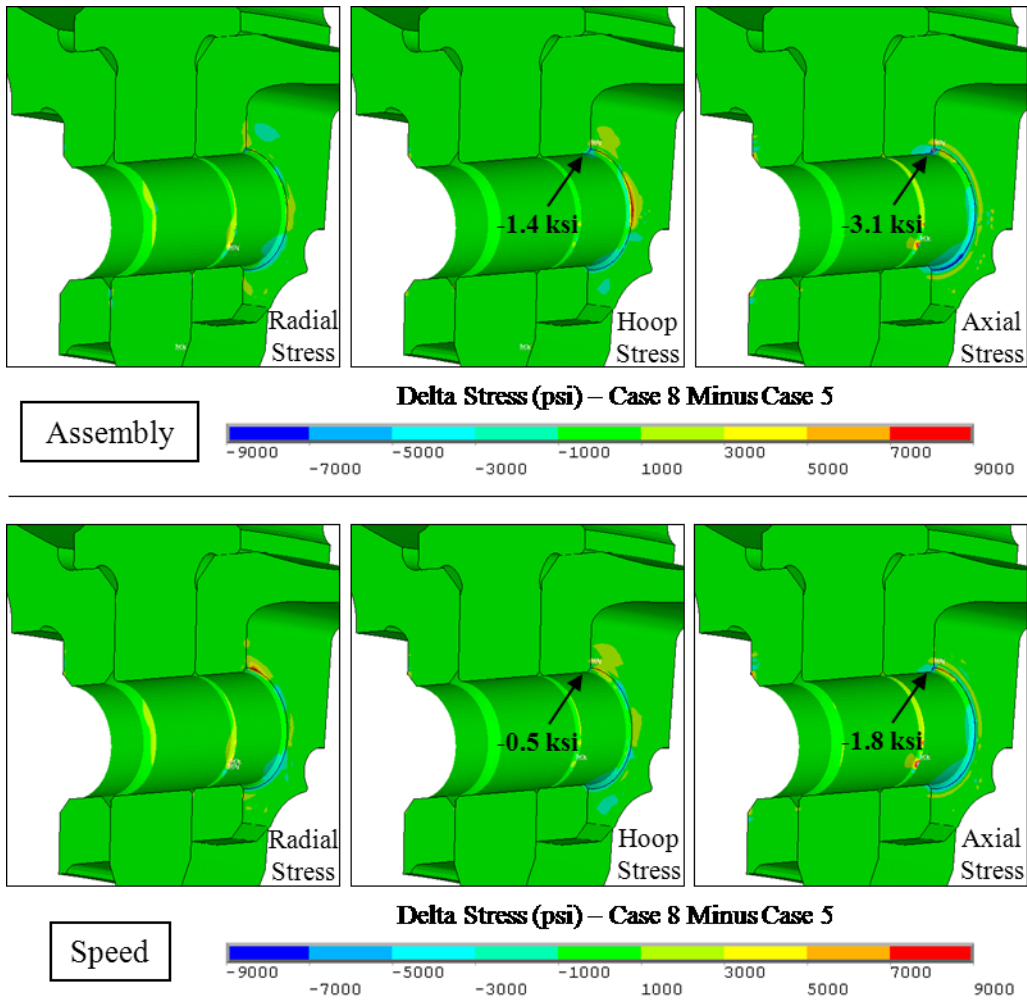 -1.4 ksi
-3.1 ksi
Radial
Stress
Hoop
Stress
Axial
Stress
Delta Stress (psi) – Case 8 Minus Case 5
Assembly
-9000 -7000 -5000 -3000 -1000 1000 3000 5000 7000 9000
-0.5 ksi
-1.8 ksi
Radial
Stress
Hoop
Stress
Axial
Stress
Delta Stress (psi) – Case 8 Minus Case 5
Speed
-9000 -7000 -5000 -3000 -1000 1000 3000 5000 7000 9000